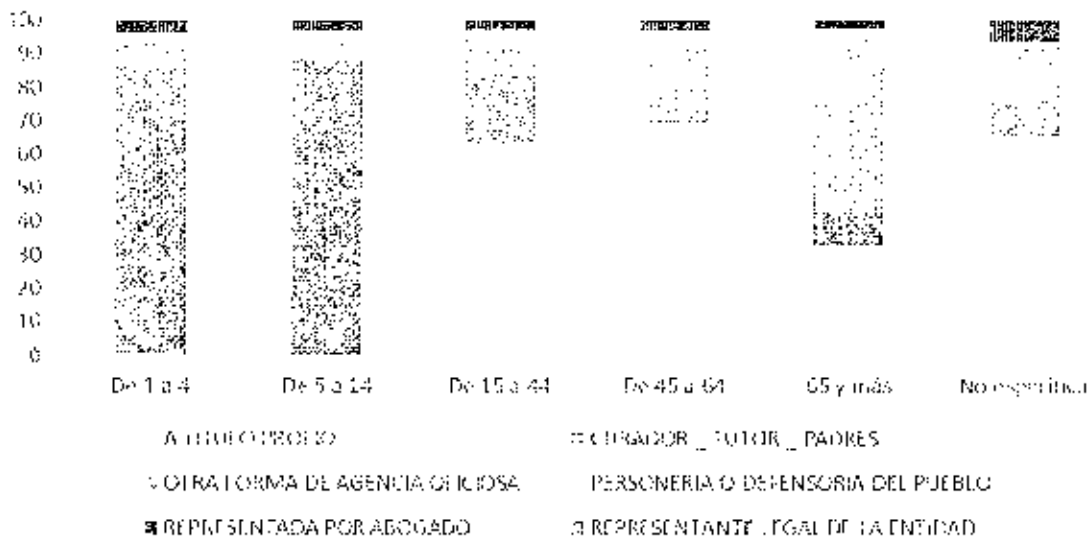 100
90
80
70
60
50
40
30
20
10
0
De 1 a 4 De 5 a 14 De 15 a 44 De 45 a 64 65 y más No especifica
A TITULO PROPIO CURADOR _ TUTOR _ PADRES
OTRA FORMA DE AGENCIA OFICIOSA PERSONERIA O DEFENSORIA DEL PUEBLO
REPRESENTADA POR ABOGADO REPRESENTANTE LEGAL DE LA ENTIDAD